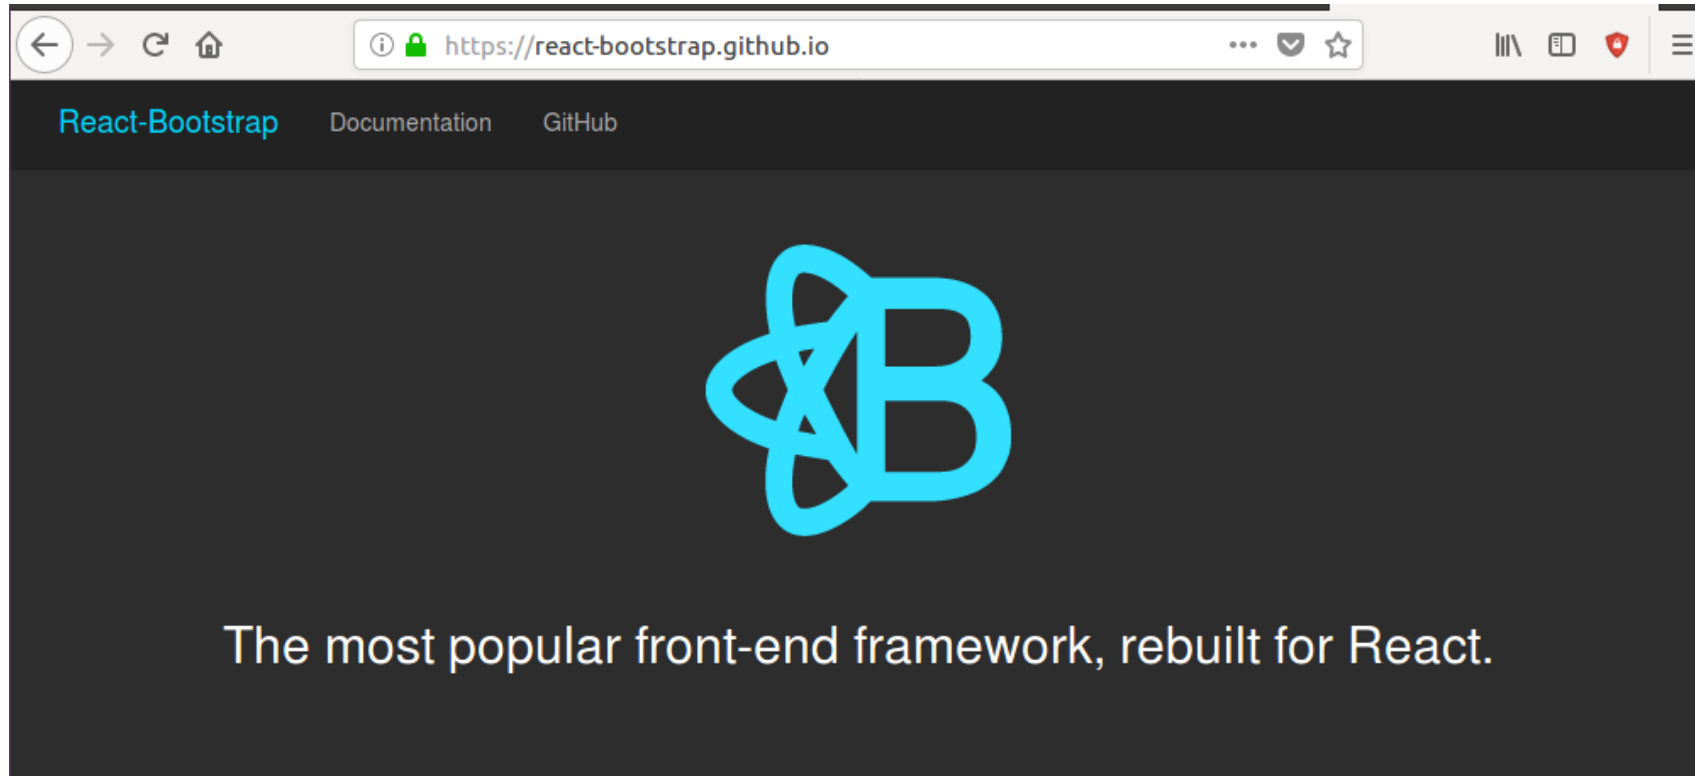 https://react-bootstrap.github.io
React-Bootstrap Documentation GitHub
B
The most popular front-end framework, rebuilt for React.